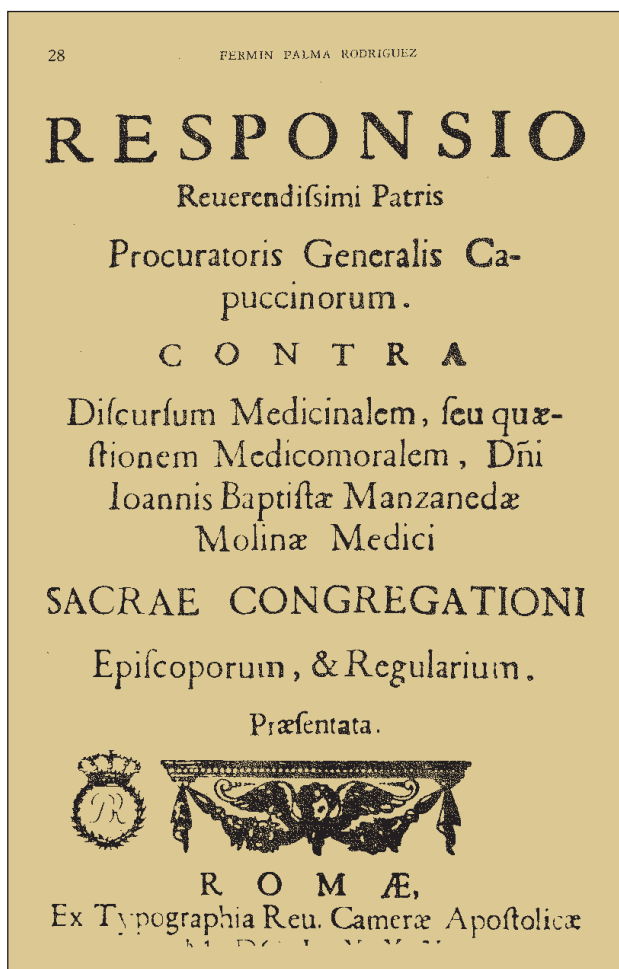 28
FERMIN PALMA RODRIGUEZ
RESPONSIO
Reuerendiſsimi Patris
Procuratoris Generalis Ca-
puccinorum.
CONTRA
Diſcurſum Medicinalem, ſeu quæ-
ſtionem Medicomoralem, Dñi
Ioannis Baptiſtæ Manzanedæ
Molinæ Medici
SACRAE CONGREGATIONI
Epiſcoporum, & Regularium.
Præſentata.
ROMÆ,
Ex Typographia Reu. Cameræ Apoſtolicæ